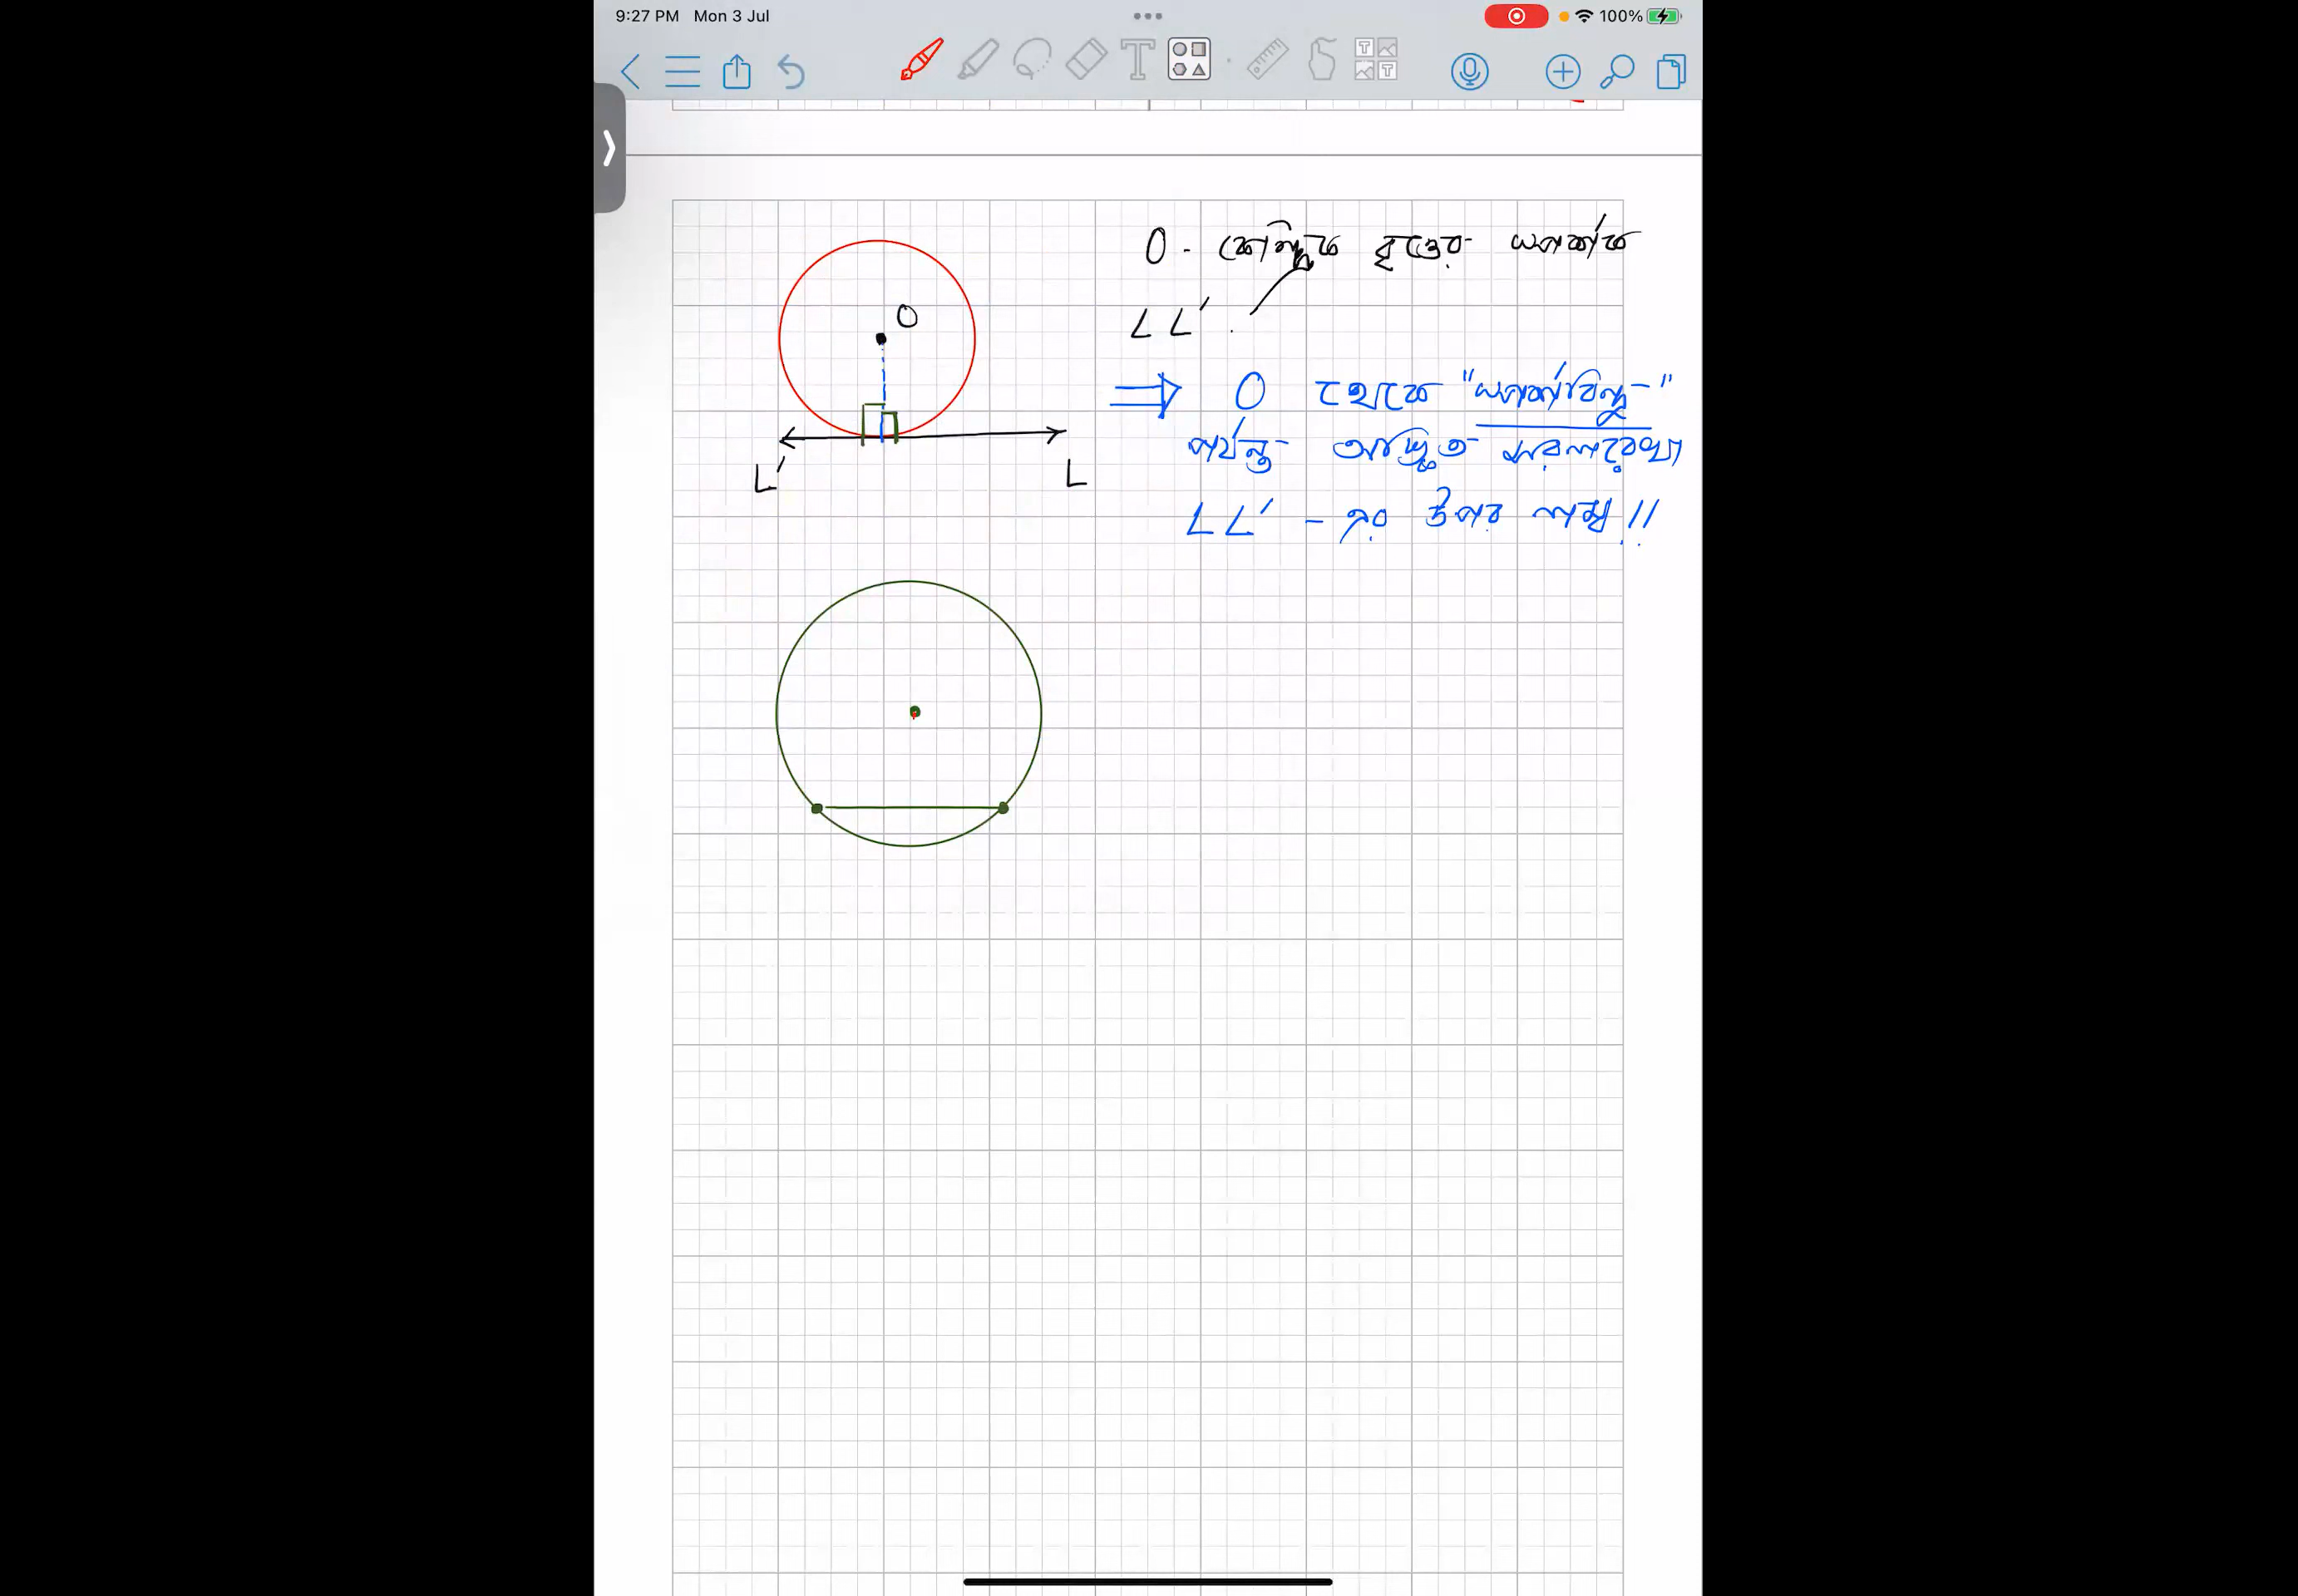 9:27 PM Mon 3 Jul
100%
O - কেন্দ্রিক বৃত্তের স্পর্শক
LL'
O
⇒ O থেকে "স্পর্শবিন্দু"
পর্যন্ত অঙ্কিত সরলরেখা
L' L
LL' - এর উপর লম্ব !!